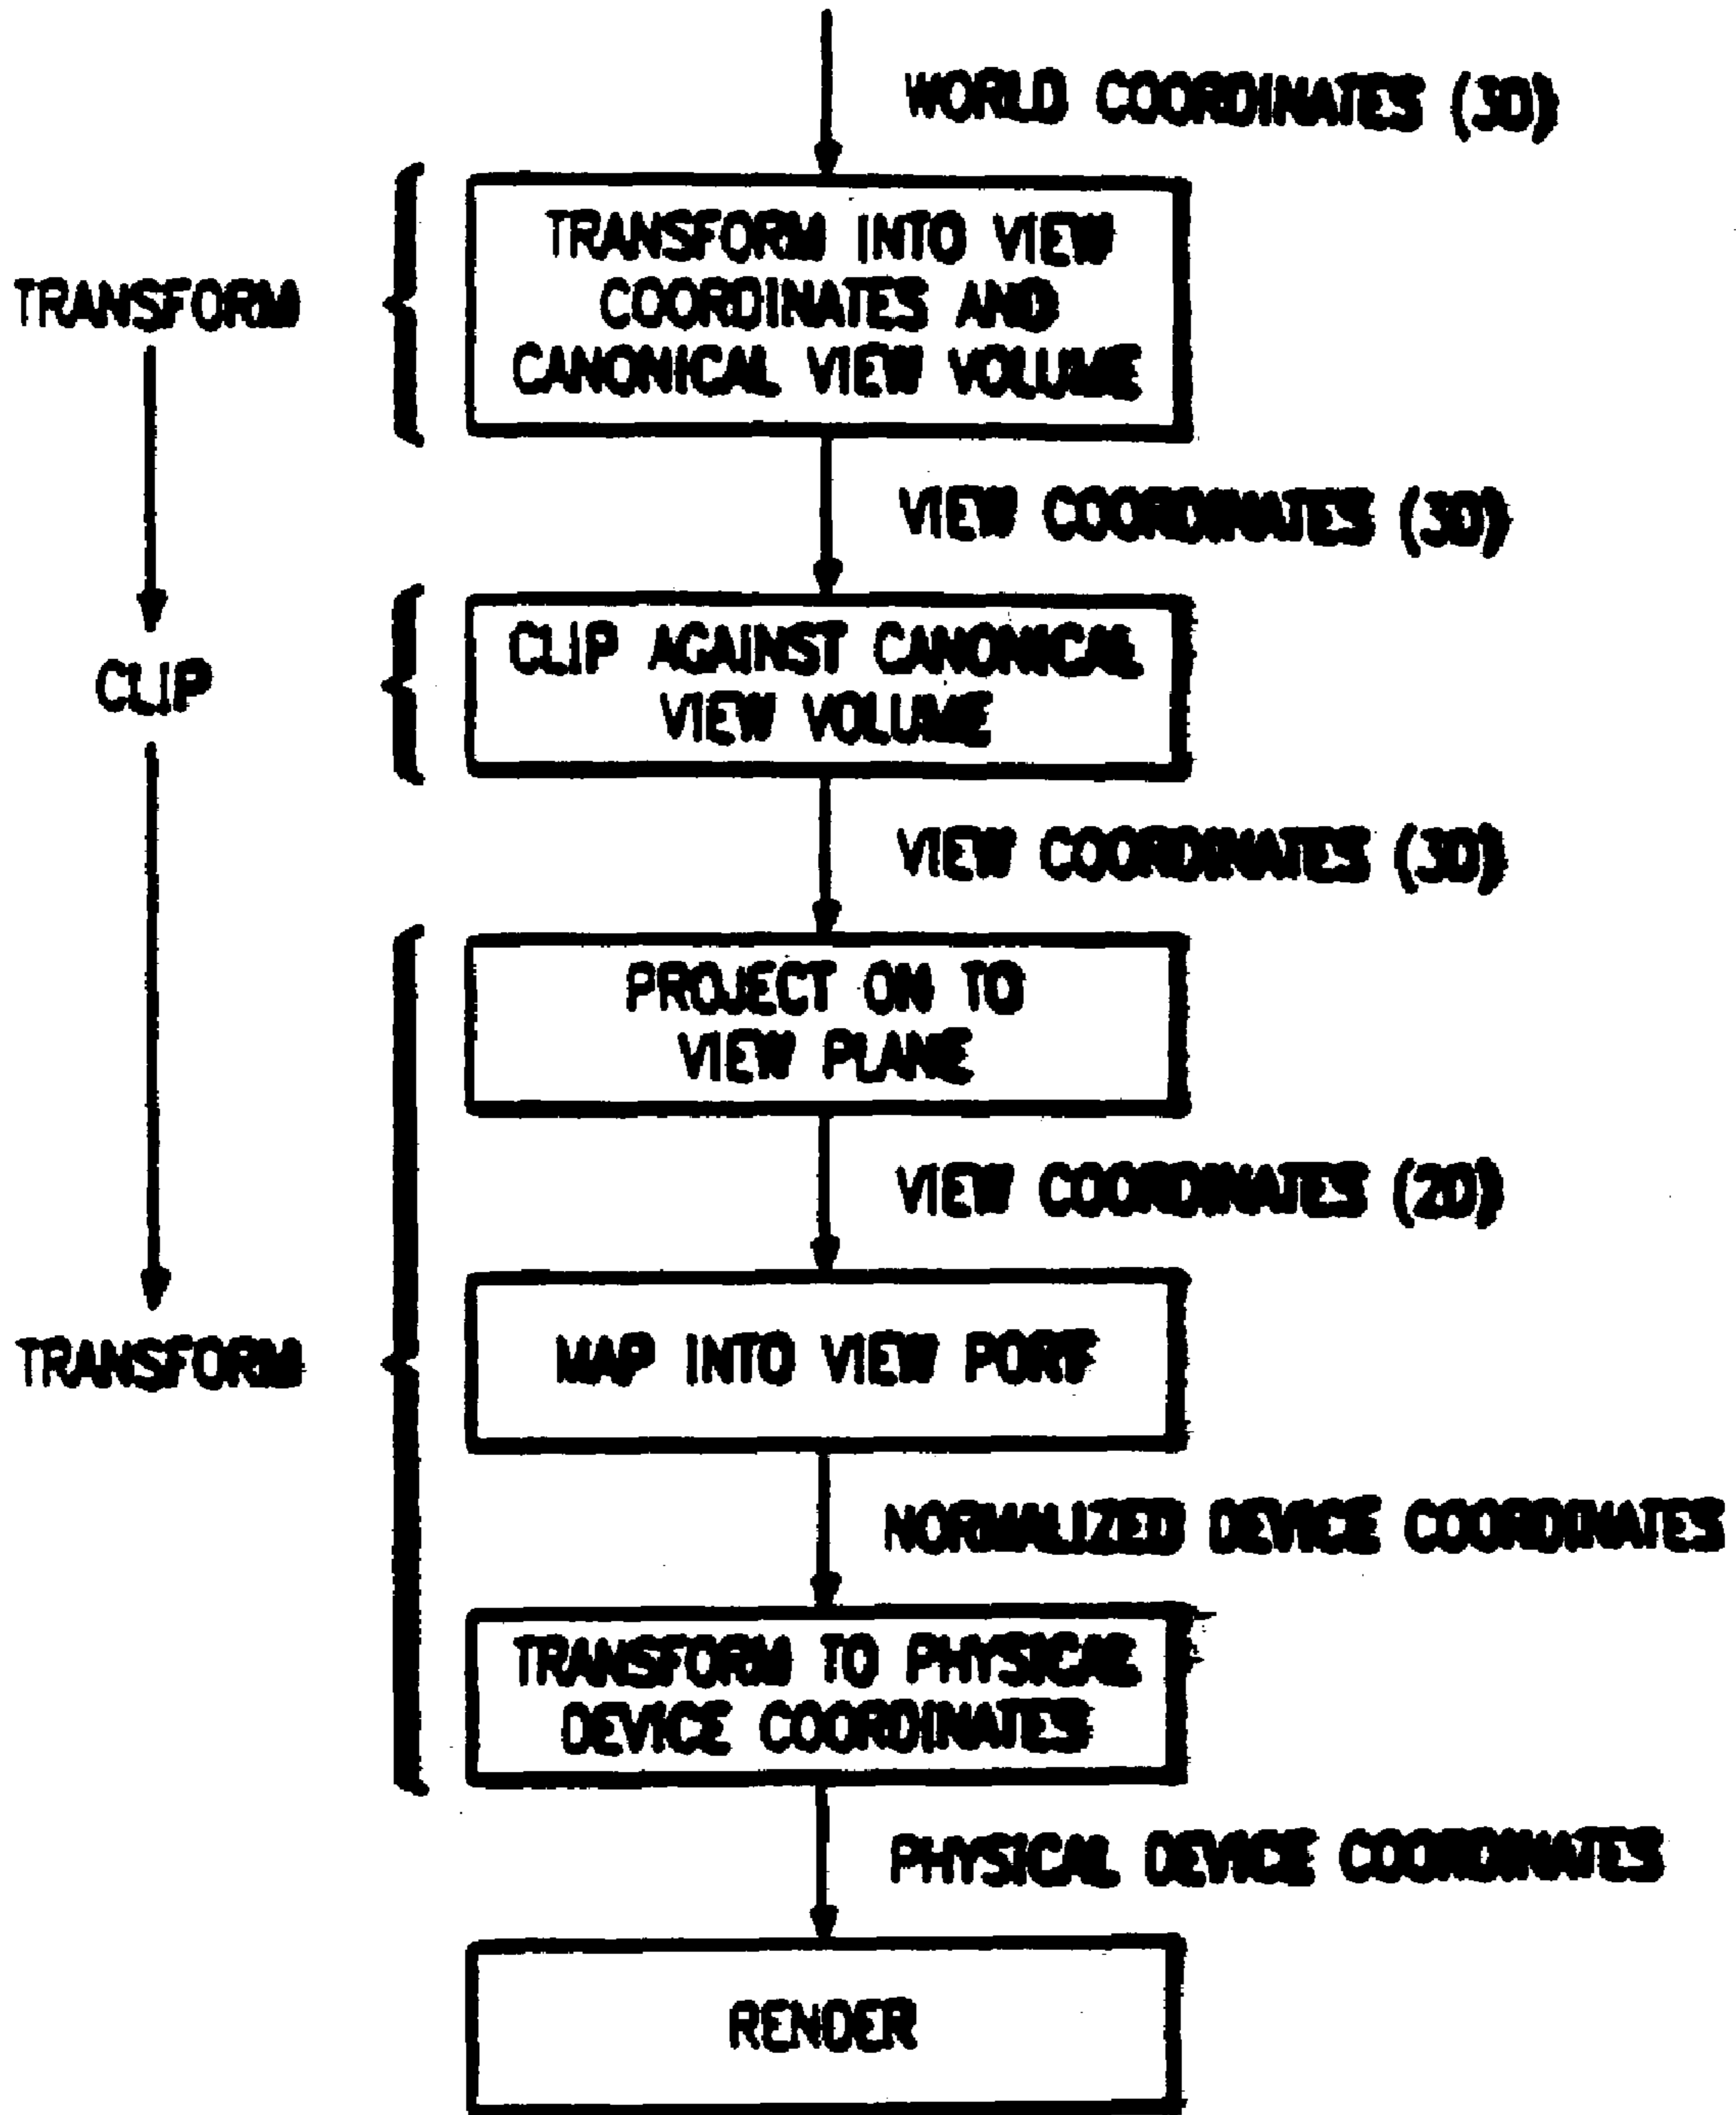 WORLD COORDINATES (3D)
TRANSFORM
TRANSFORM INTO VIEW
COORDINATES AND
CANONICAL VIEW VOLUME
VIEW COORDINATES (3D)
CLIP
CLIP AGAINST CANONICAL
VIEW VOLUME
VIEW COORDINATES (3D)
PROJECT ON TO
VIEW PLANE
VIEW COORDINATES (2D)
TRANSFORM
MAP INTO VIEW PORT
NORMALIZED DEVICE COORDINATES
TRANSFORM TO PHYSICAL
DEVICE COORDINATES
PHYSICAL DEVICE COORDINATES
RENDER